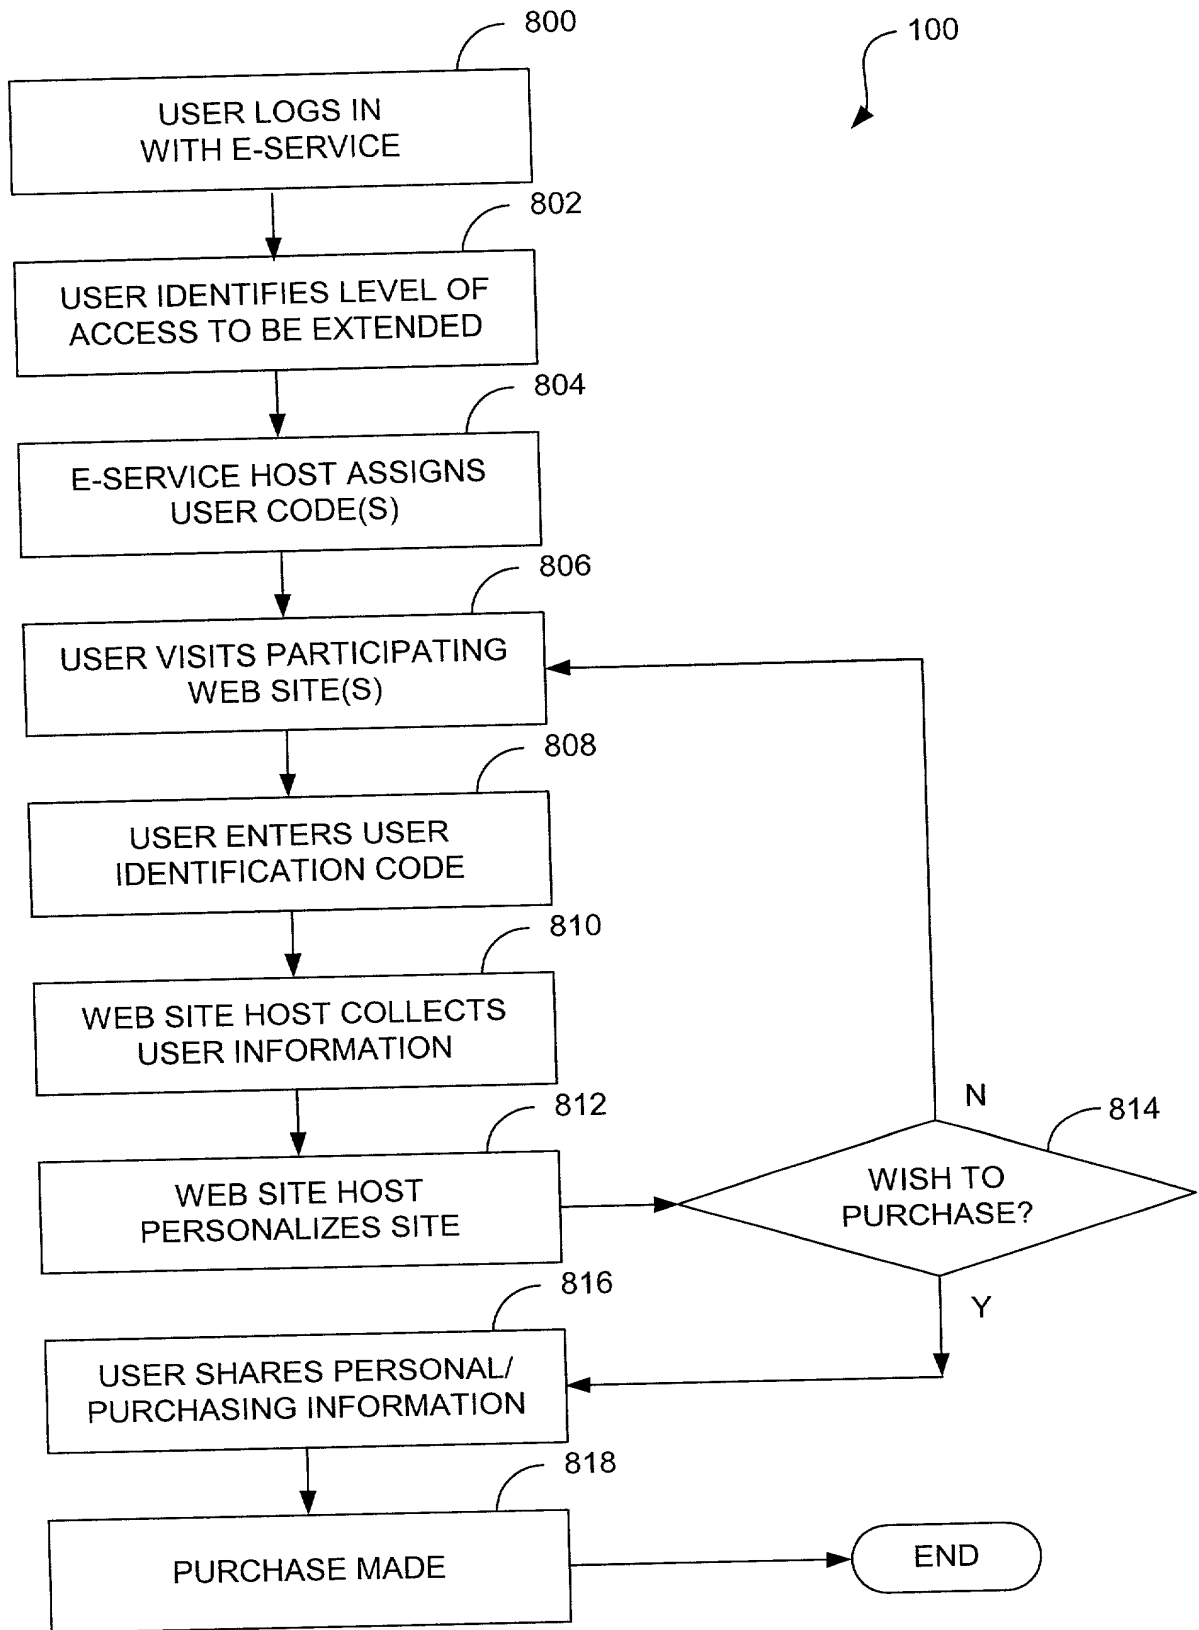 800
100
USER LOGS IN
WITH E-SERVICE
802
USER IDENTIFIES LEVEL OF
ACCESS TO BE EXTENDED
804
E-SERVICE HOST ASSIGNS
USER CODE(S)
806
USER VISITS PARTICIPATING
WEB SITE(S)
808
USER ENTERS USER
IDENTIFICATION CODE
810
WEB SITE HOST COLLECTS
USER INFORMATION
812
WEB SITE HOST
PERSONALIZES SITE
N
814
WISH TO
PURCHASE?
Y
816
USER SHARES PERSONAL/
PURCHASING INFORMATION
818
PURCHASE MADE
END